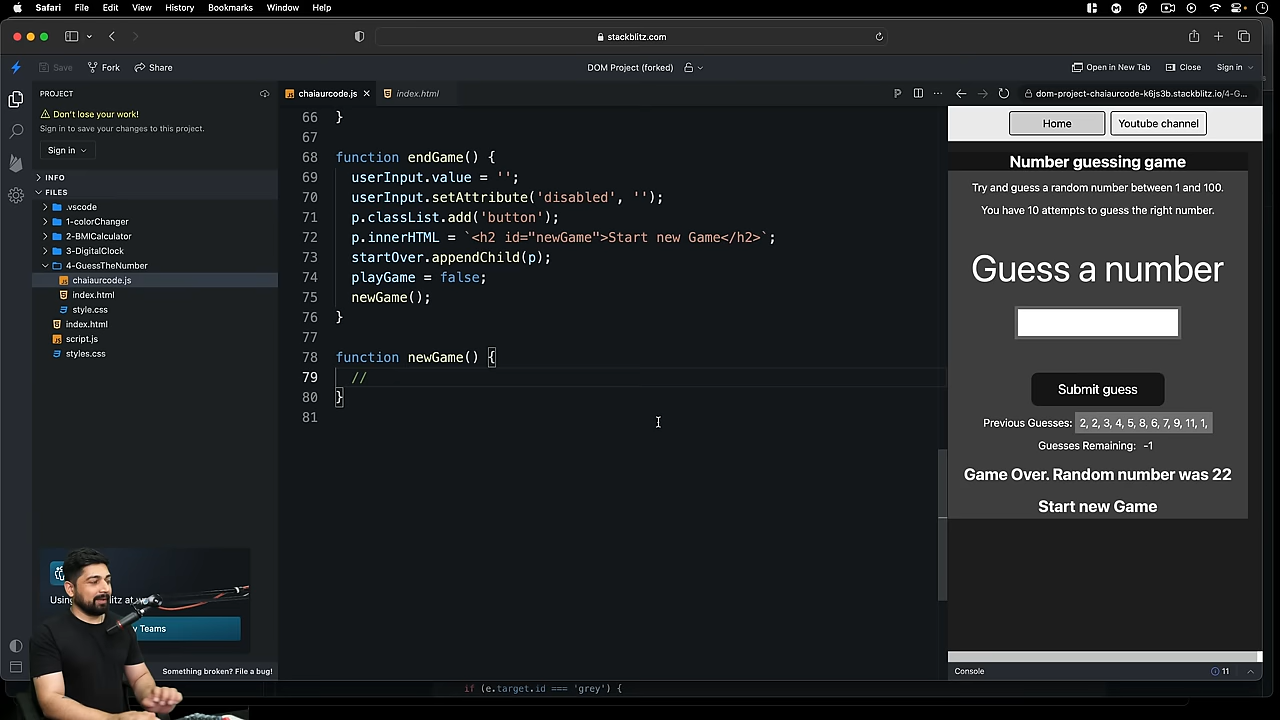 Safari File Edit View History Bookmarks Window Help
stackblitz.com
Save Fork Share
DOM Project (forked)
Open in New Tab Close Sign in
PROJECT
Don't lose your work!
Sign in to save your changes to this project.
Sign in
INFO
FILES
.vscode
1-colorChanger
2-BMICalculator
3-DigitalClock
4-GuessTheNumber
chaiaurcode.js
index.html
style.css
index.html
script.js
styles.css
Teams
Something broken? File a bug!
chaiaurcode.js index.html
66 }
67
68 function endGame() {
69 userInput.value = '';
70 userInput.setAttribute('disabled', '');
71 p.classList.add('button');
72 p.innerHTML = `<h2 id="newGame">Start new Game</h2>`;
73 startOver.appendChild(p);
74 playGame = false;
75 newGame();
76 }
77
78 function newGame() {
79 //
80 }
81
if (e.target.id === 'grey') {
dom-project-chaiaurcode-k6js3b.stackblitz.io/4-G...
Home Youtube channel
Number guessing game
Try and guess a random number between 1 and 100.
You have 10 attempts to guess the right number.
Guess a number
Submit guess
Previous Guesses: 2, 2, 3, 4, 5, 8, 6, 7, 9, 11, 1,
Guesses Remaining: -1
Game Over. Random number was 22
Start new Game
Console 11